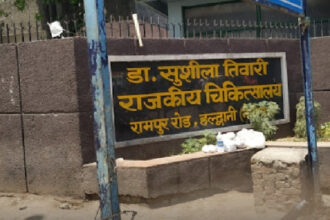 डा. सुशीला तिवारी
राजकीय चिकित्सालय
रामपुर रोड, हल्द्वानी